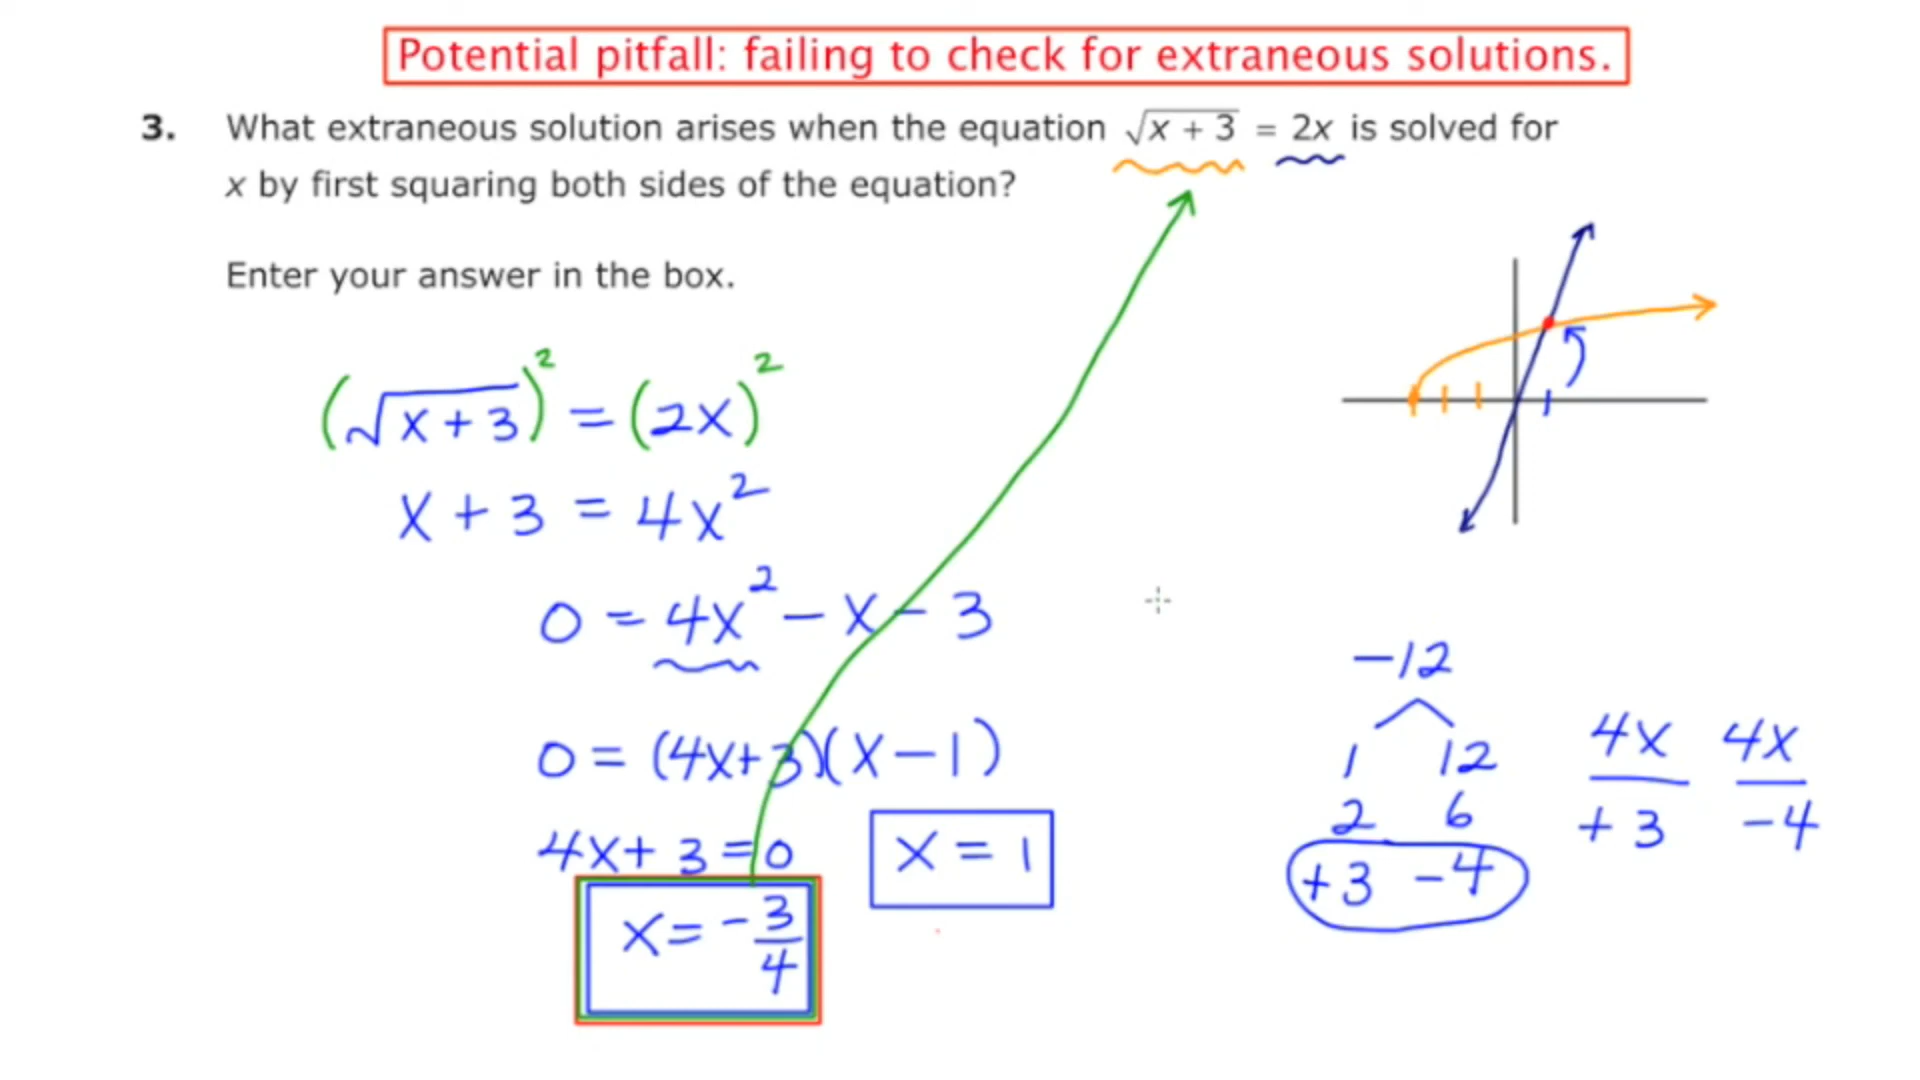 Potential pitfall: failing to check for extraneous solutions.
3. What extraneous solution arises when the equation √(x + 3) = 2x is solved for
x by first squaring both sides of the equation?
Enter your answer in the box.
(√(x + 3))² = (2x)²
x + 3 = 4x²
0 = 4x² - x - 3
0 = (4x+3)(x-1)
4x+3=0
x = 1
x = -3/4
-12
1 12
2 6
+3 -4
4x 4x
+3 -4